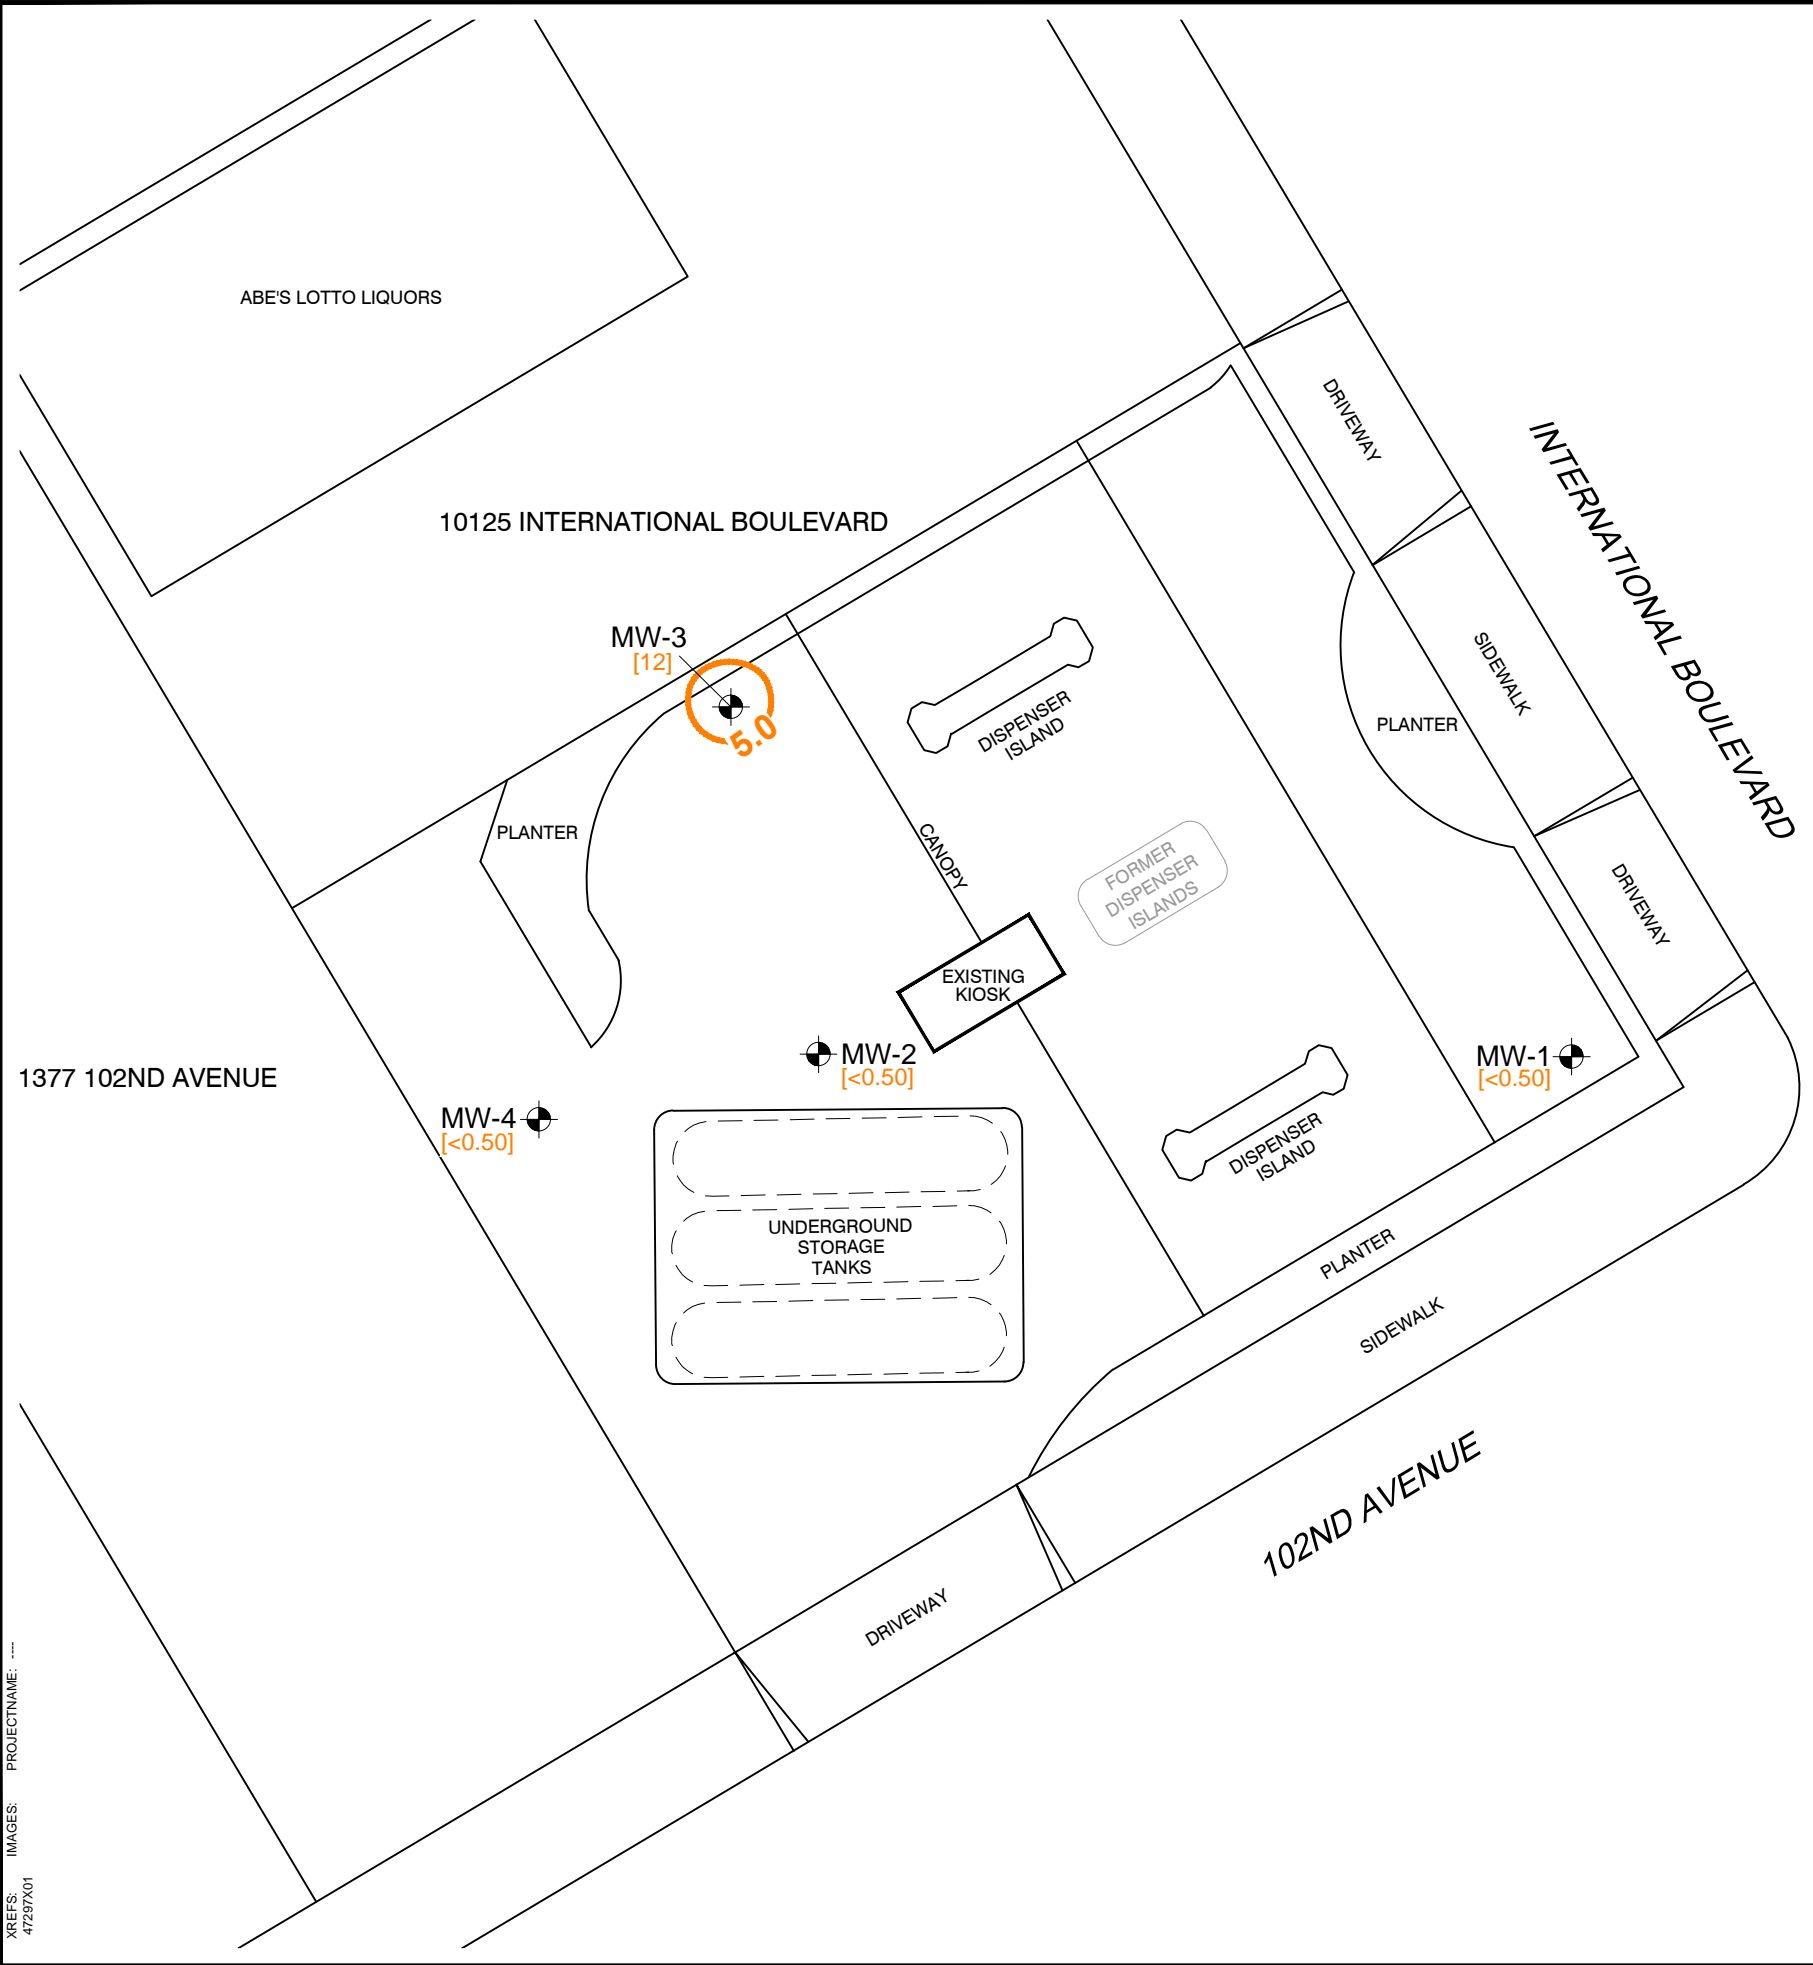 ABE'S LOTTO LIQUORS
DRIVEWAY
INTERNATIONAL BOULEVARD
10125 INTERNATIONAL BOULEVARD
MW-3
[12]
5.0
SIDEWALK
DISPENSER
ISLAND
PLANTER
PLANTER
CANOPY
FORMER
DISPENSER
ISLANDS
DRIVEWAY
EXISTING
KIOSK
MW-2
[<0.50]
MW-1
[<0.50]
1377 102ND AVENUE
MW-4
[<0.50]
DISPENSER
ISLAND
UNDERGROUND
STORAGE
TANKS
PLANTER
SIDEWALK
102ND AVENUE
DRIVEWAY
XREFS: IMAGES: PROJECTNAME: ----
47297X01